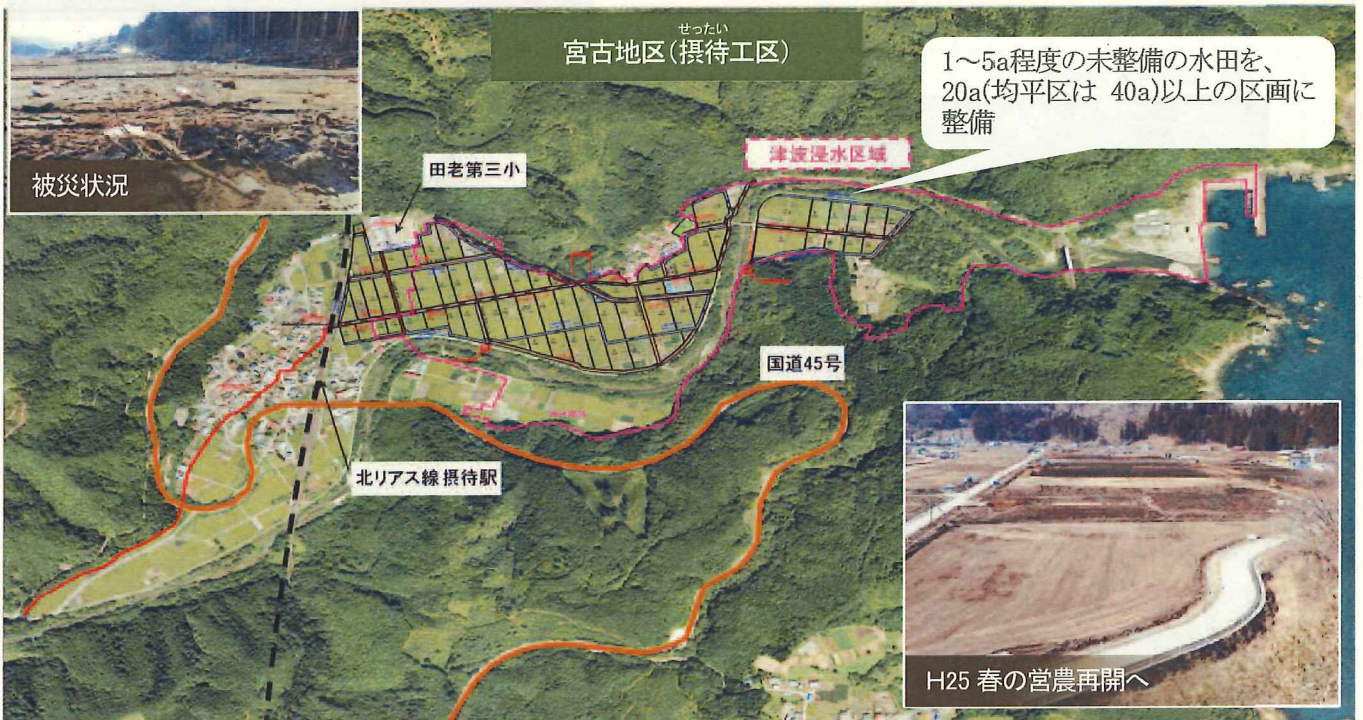 せったい
宮古地区(摂待工区)
1～5a程度の未整備の水田を、
20a(均平区は 40a)以上の区画に
整備
津波浸水区域
田老第三小
被災状況
国道45号
北リアス線摂待駅
H25 春の営農再開へ